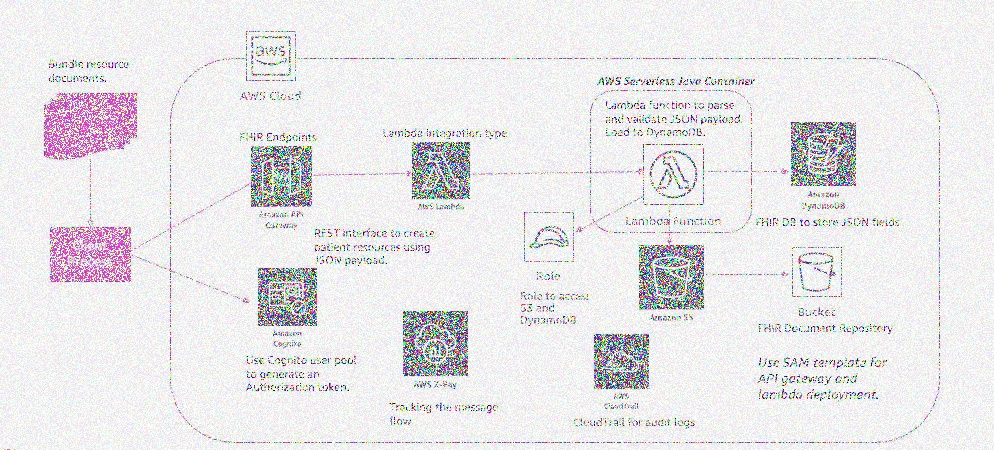 Bundle resource
documents.
aws
AWS Cloud
AWS Serverless Java Container
Lambda function to parse
and validate JSON payload.
Load to DynamoDB.
FHIR Endpoints
Lambda integration type
Amazon API
Gateway
AWS Lambda
Lambda Function
Amazon
DynamoDB
FHIR DB to store JSON fields
REST interface to create
patient resources using
JSON payload.
Role
Role to access
S3 and
DynamoDB
Amazon S3
Bucket
FHIR Document Repository
Amazon
Cognito
Use Cognito user pool
to generate an
Authorization token.
AWS X-Ray
Tracking the message
flow
AWS
CloudTrail
CloudTrail for audit logs
Use SAM template for
API gateway and
lambda deployment.